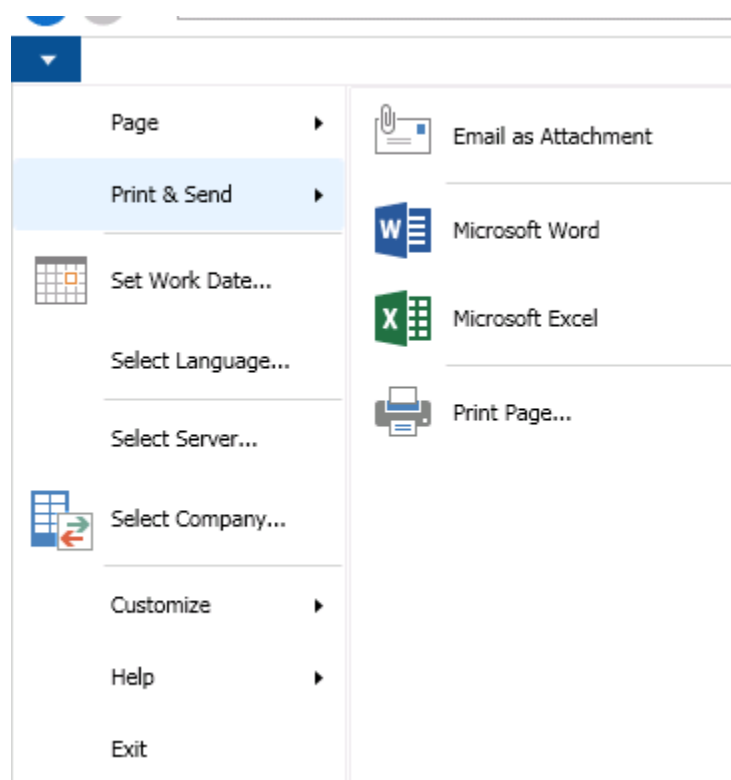 Page
Print & Send
Set Work Date...
Select Language...
Select Server...
Select Company...
Customize
Help
Exit
Email as Attachment
Microsoft Word
Microsoft Excel
Print Page...